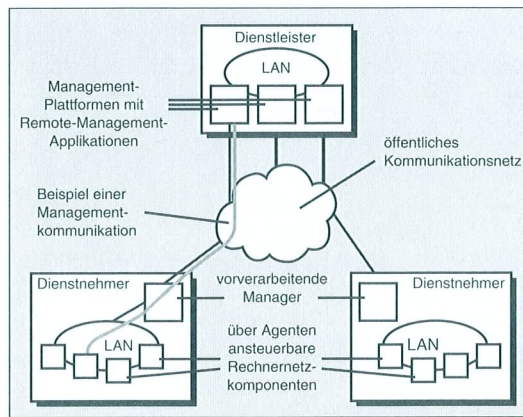 Dienstleister
LAN
Management-
Plattformen mit
Remote-Management-
Applikationen
öffentliches
Kommunikationsnetz
Beispiel einer
Management-
kommunikation
Dienstnehmer
vorverarbeitende
Manager
Dienstnehmer
LAN
über Agenten
ansteuerbare
Rechnernetz-
komponenten
LAN